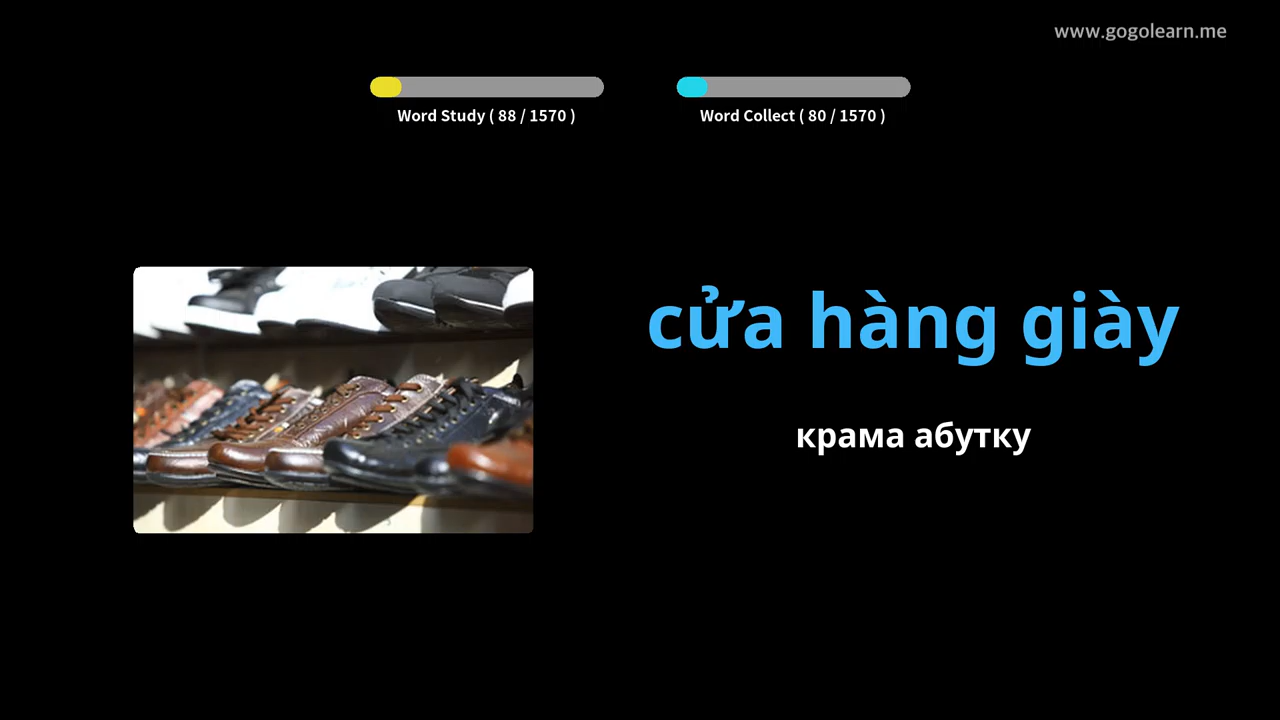 www.gogolearn.me
Word Study ( 88 / 1570 )
Word Collect ( 80 / 1570 )
cửa hàng giày
крама абутку